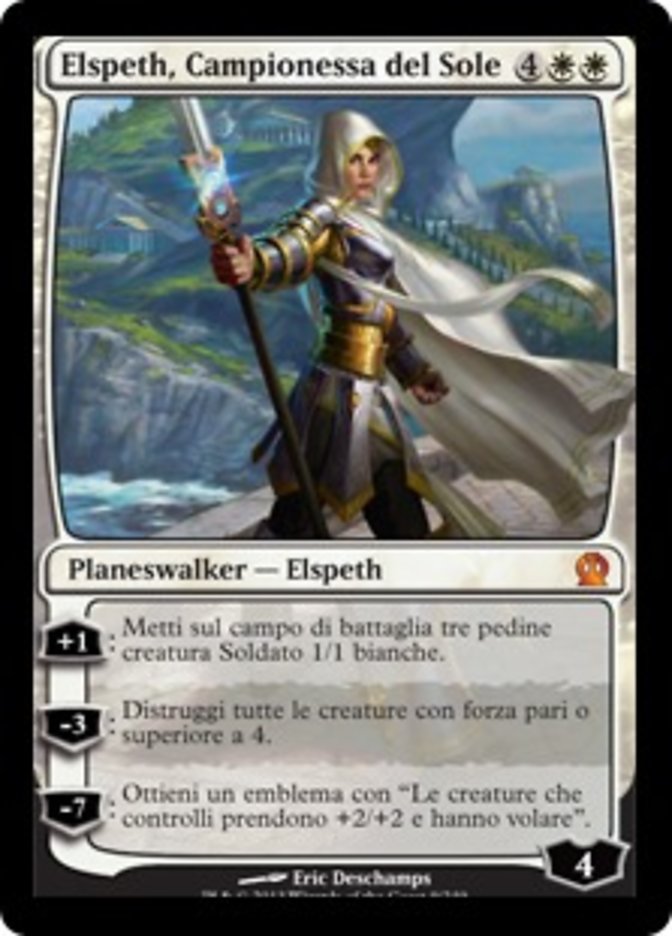 Elspeth, Campionessa del Sole 4
Planeswalker — Elspeth
+1: Metti sul campo di battaglia tre pedine
creatura Soldato 1/1 bianche.
-3: Distruggi tutte le creature con forza pari o
superiore a 4.
-7: Ottieni un emblema con “Le creature che
controlli prendono +2/+2 e hanno volare”.
4
Eric Deschamps